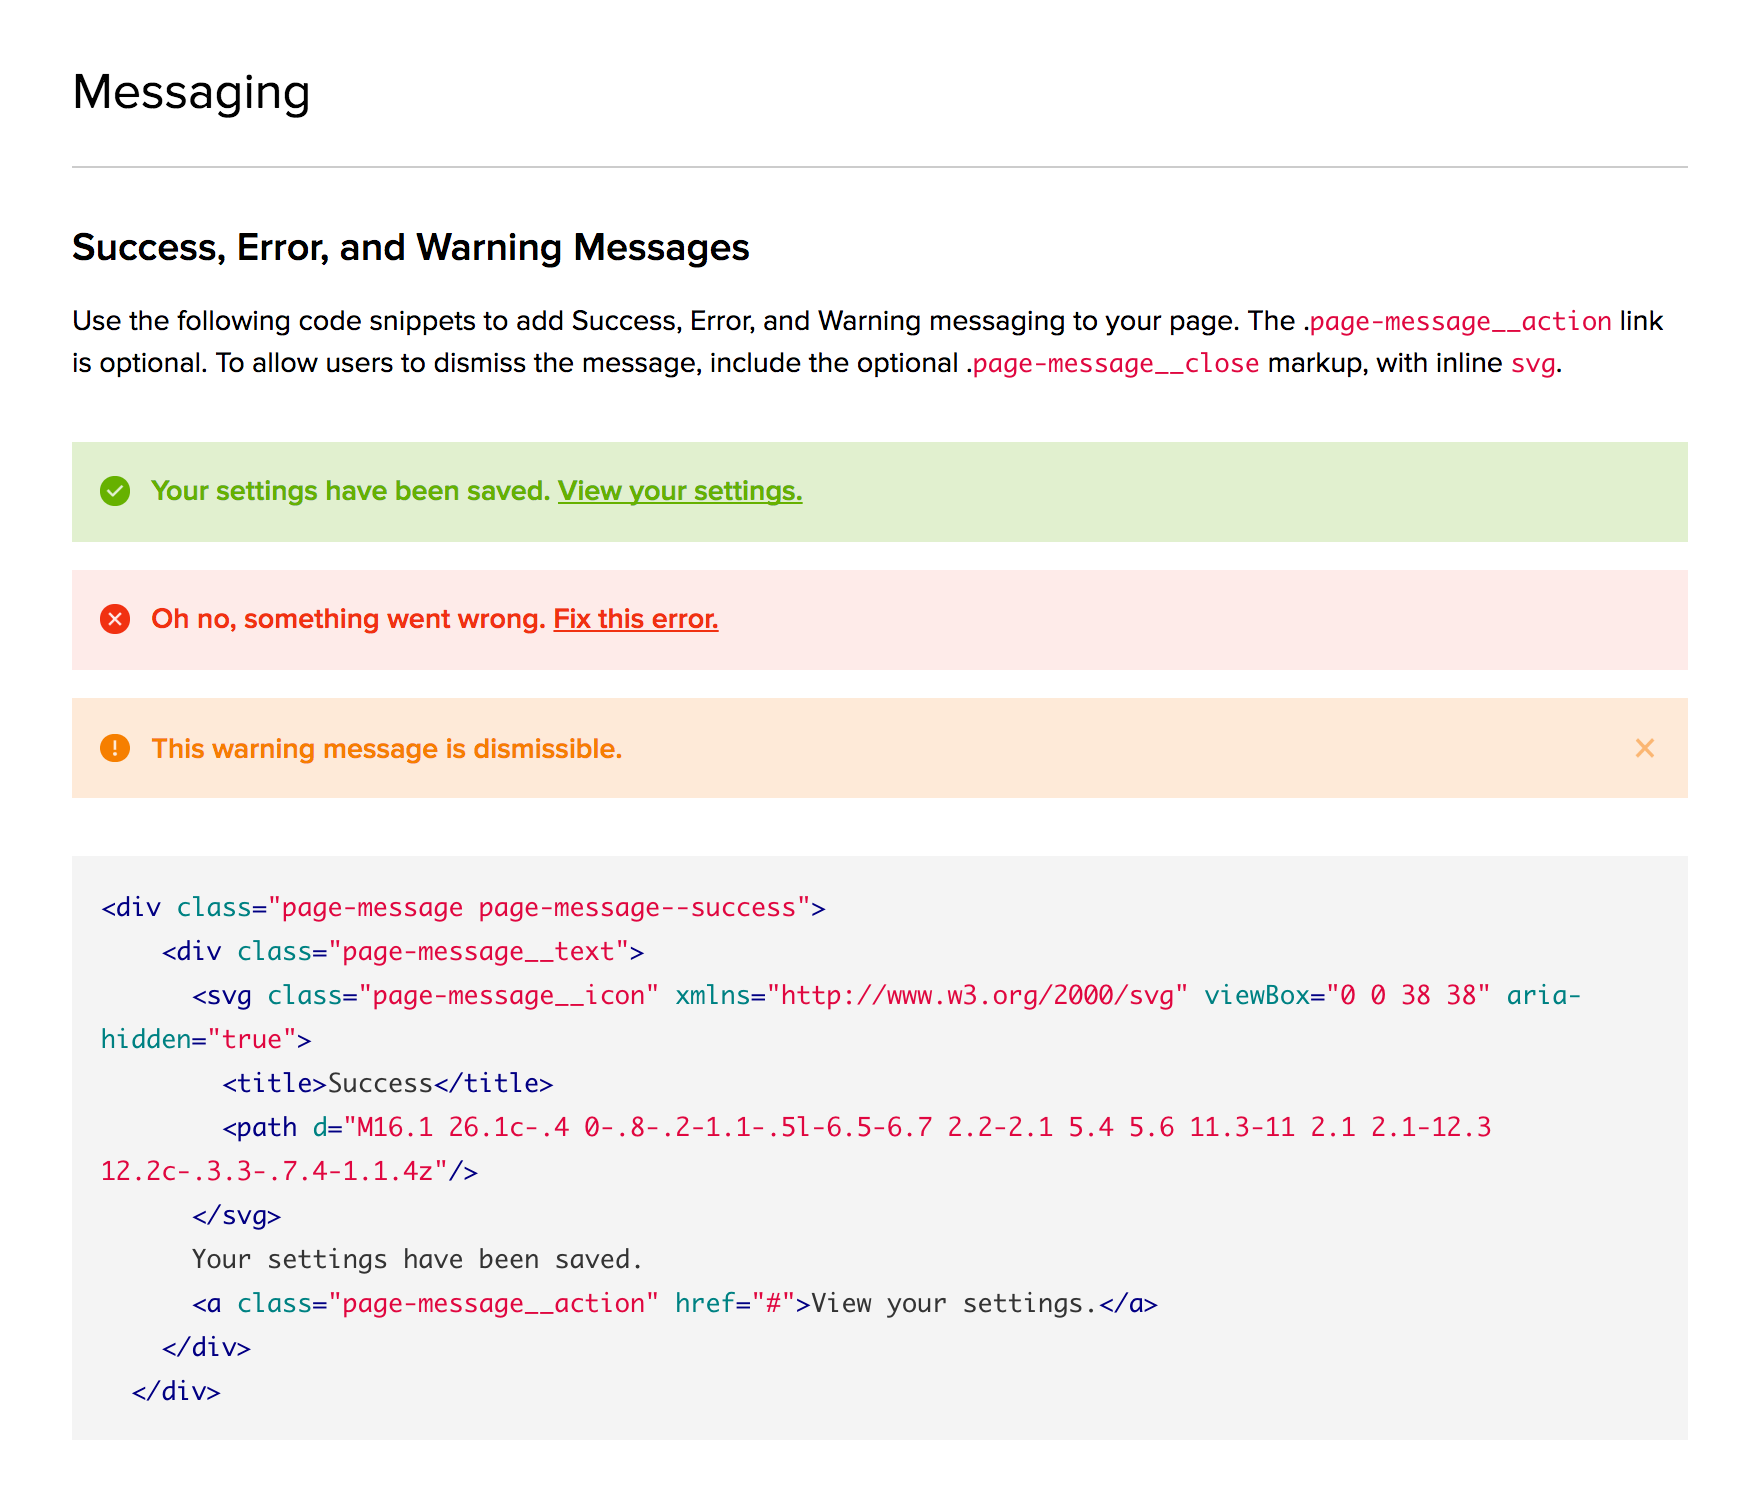 Messaging
Success, Error, and Warning Messages
Use the following code snippets to add Success, Error, and Warning messaging to your page. The .page-message__action link
is optional. To allow users to dismiss the message, include the optional .page-message__close markup, with inline svg.
Your settings have been saved. View your settings.
Oh no, something went wrong. Fix this error.
This warning message is dismissible.
<div class="page-message page-message--success">
    <div class="page-message__text">
      <svg class="page-message__icon" xmlns="http://www.w3.org/2000/svg" viewBox="0 0 38 38" aria-
hidden="true">
        <title>Success</title>
        <path d="M16.1 26.1c-.4 0-.8-.2-1.1-.5l-6.5-6.7 2.2-2.1 5.4 5.6 11.3-11 2.1 2.1-12.3
12.2c-.3.3-.7.4-1.1.4z"/>
      </svg>
      Your settings have been saved.
      <a class="page-message__action" href="#">View your settings.</a>
    </div>
  </div>